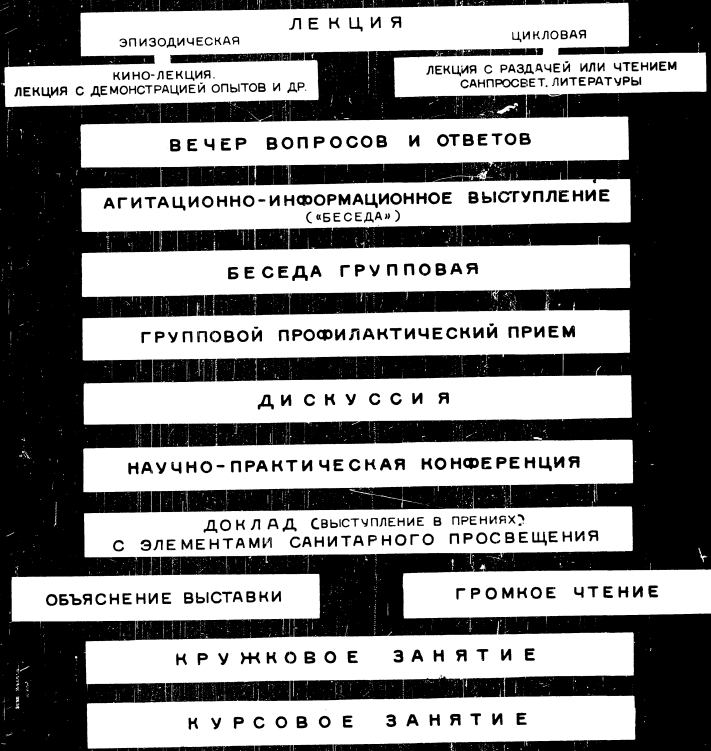 ЛЕКЦИЯ
ЭПИЗОДИЧЕСКАЯ
ЦИКЛОВАЯ
КИНО-ЛЕКЦИЯ.
ЛЕКЦИЯ С ДЕМОНСТРАЦИЕЙ ОПЫТОВ И ДР.
ЛЕКЦИЯ С РАЗДАЧЕЙ ИЛИ ЧТЕНИЕМ
САНПРОСВЕТ. ЛИТЕРАТУРЫ
ВЕЧЕР ВОПРОСОВ И ОТВЕТОВ
АГИТАЦИОННО-ИНФОРМАЦИОННОЕ ВЫСТУПЛЕНИЕ
(«БЕСЕДА»)
БЕСЕДА ГРУППОВАЯ
ГРУППОВОЙ ПРОФИЛАКТИЧЕСКИЙ ПРИЕМ
ДИСКУССИЯ
НАУЧНО-ПРАКТИЧЕСКАЯ КОНФЕРЕНЦИЯ
ДОКЛАД (ВЫСТУПЛЕНИЕ В ПРЕНИЯХ)
С ЭЛЕМЕНТАМИ САНИТАРНОГО ПРОСВЕЩЕНИЯ
ОБЪЯСНЕНИЕ ВЫСТАВКИ
ГРОМКОЕ ЧТЕНИЕ
КРУЖКОВОЕ ЗАНЯТИЕ
КУРСОВОЕ ЗАНЯТИЕ